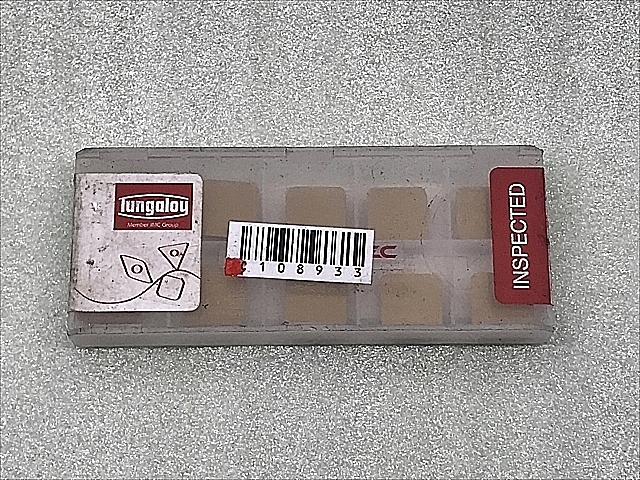 Tungaloy
Member IMC Group
108933
INSPECTED